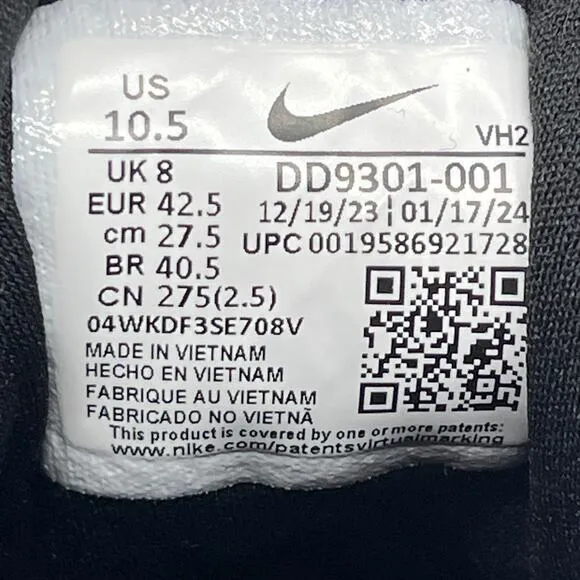 US
10.5
VH2
UK 8
EUR 42.5
cm 27.5
BR 40.5
CN 275(2.5)
DD9301-001
12/19/23 ¦ 01/17/24
UPC 0019586921728
04WKDF3SE708V
MADE IN VIETNAM
HECHO EN VIETNAM
FABRIQUE AU VIETNAM
FABRICADO NO VIETNÃ
This product is covered by one or more patents:
www.nike.com/patentsvirtualmarking